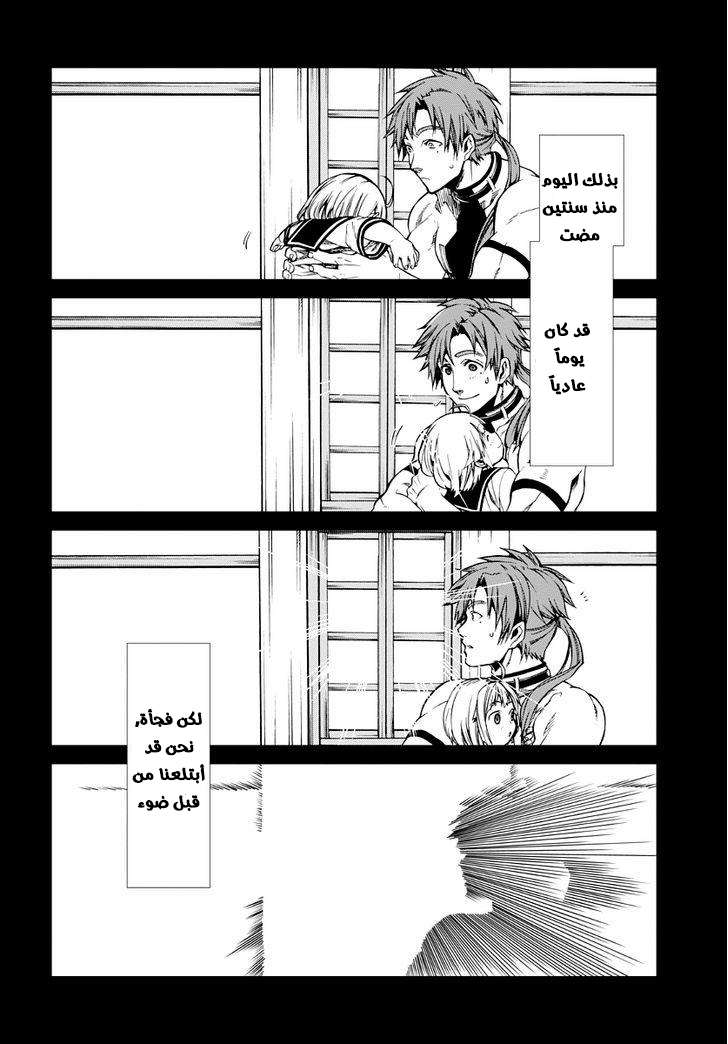 بذلك اليوم
منذ سنتين
مضت
قد كان
يوماً
عادياً
لكن فجأة,
نحن قد
أبتلعنا من
قبل ضوء